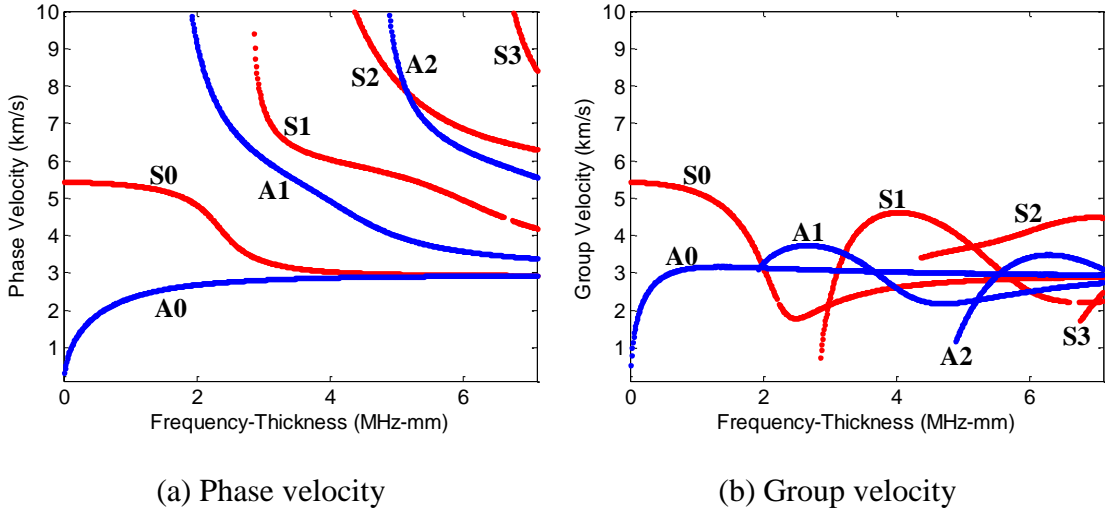 10
9
8
7
6
5
4
3
2
1
0 2 4 6
Phase Velocity (km/s)
Frequency-Thickness (MHz-mm)
S0
A0
A1
S1
S2
A2
S3
(a) Phase velocity
10
9
8
7
6
5
4
3
2
1
0 2 4 6
Group Velocity (km/s)
Frequency-Thickness (MHz-mm)
S0
A0
A1
S1
S2
A2
S3
(b) Group velocity